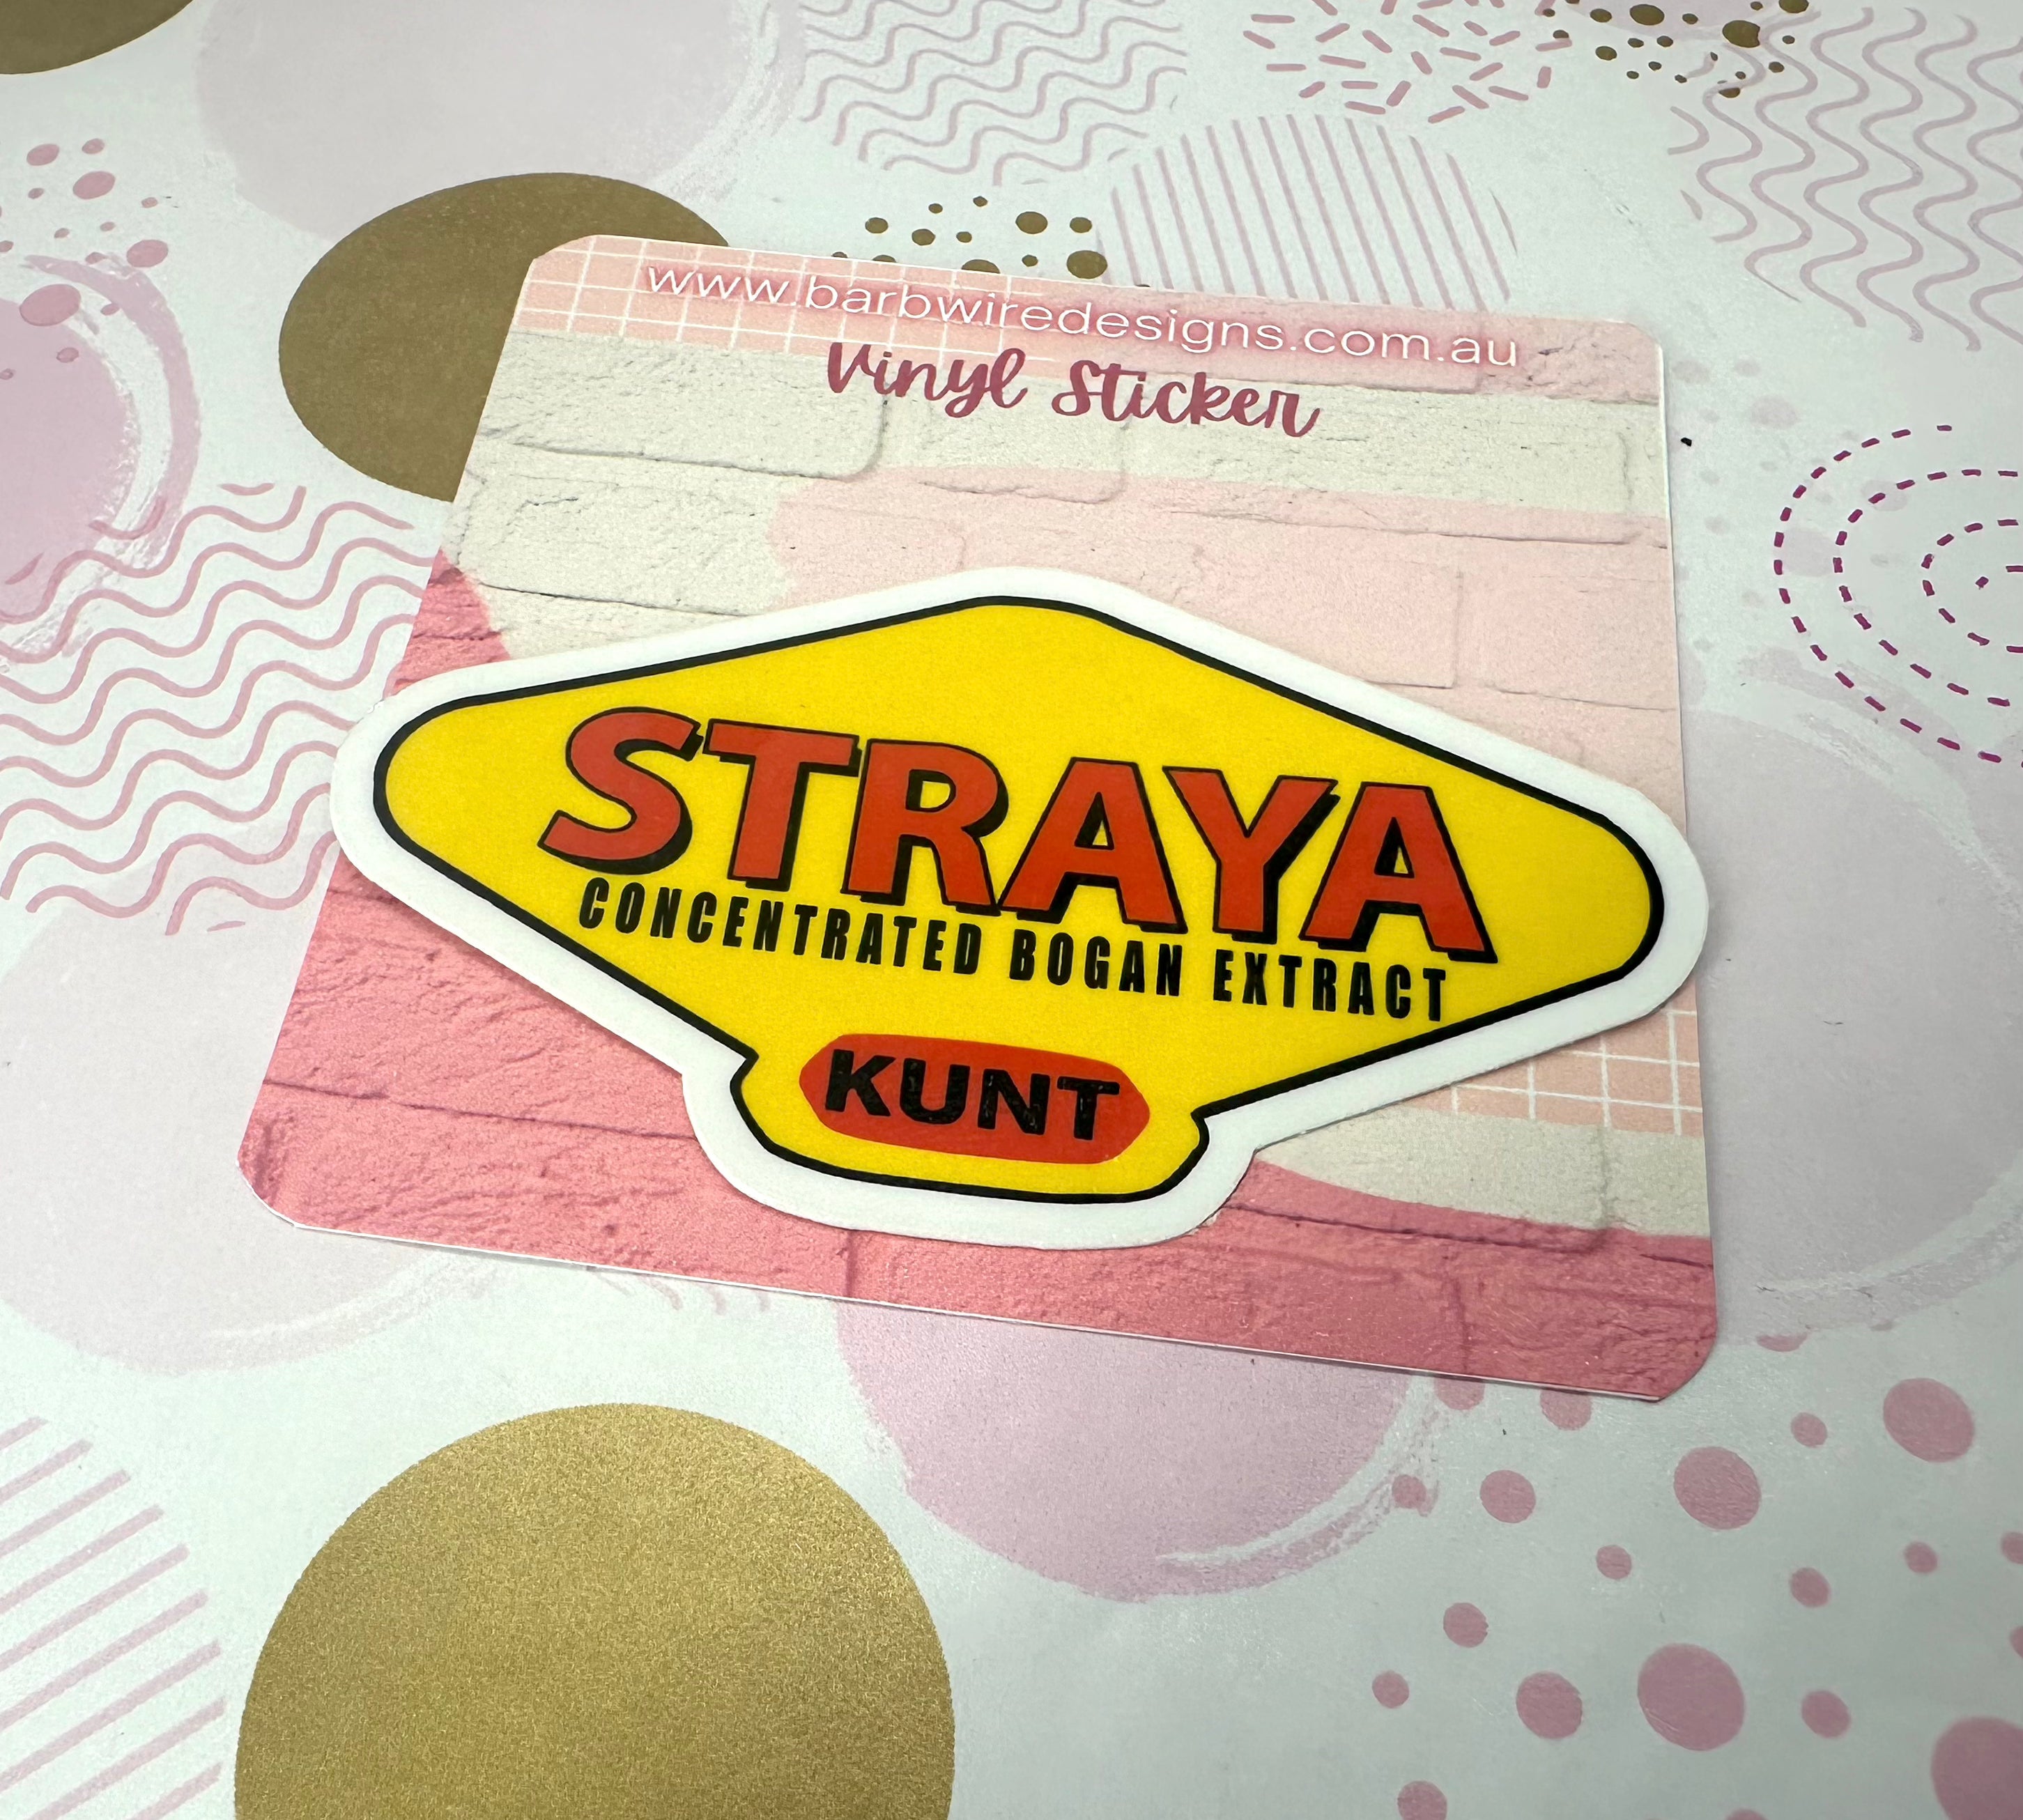 www.barbwiredesigns.com.au
Vinyl Sticker
STRAYA
CONCENTRATED BOGAN EXTRACT
KUNT